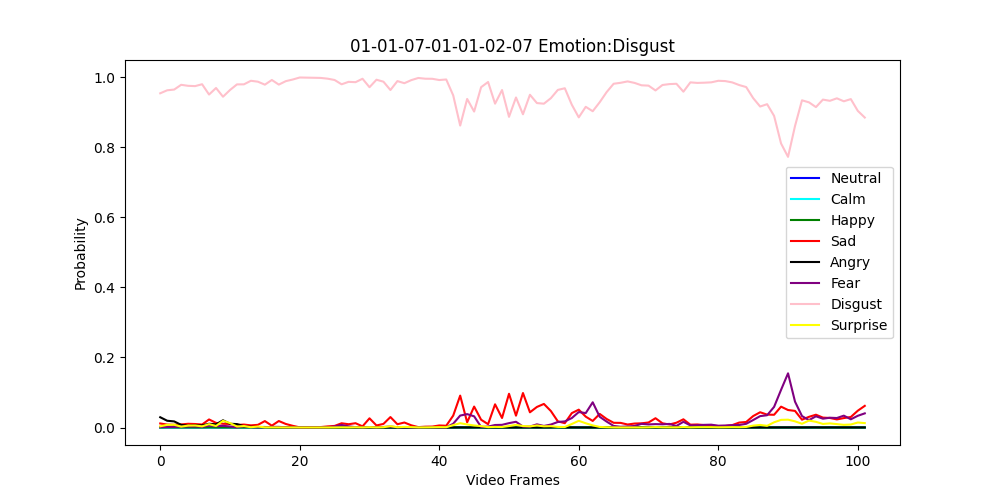 01-01-07-01-01-02-07 Emotion:Disgust
Probability
1.0
0.8
0.6
0.4
0.2
0.0
Neutral
Calm
Happy
Sad
Angry
Fear
Disgust
Surprise
0 20 40 60 80 100
Video Frames